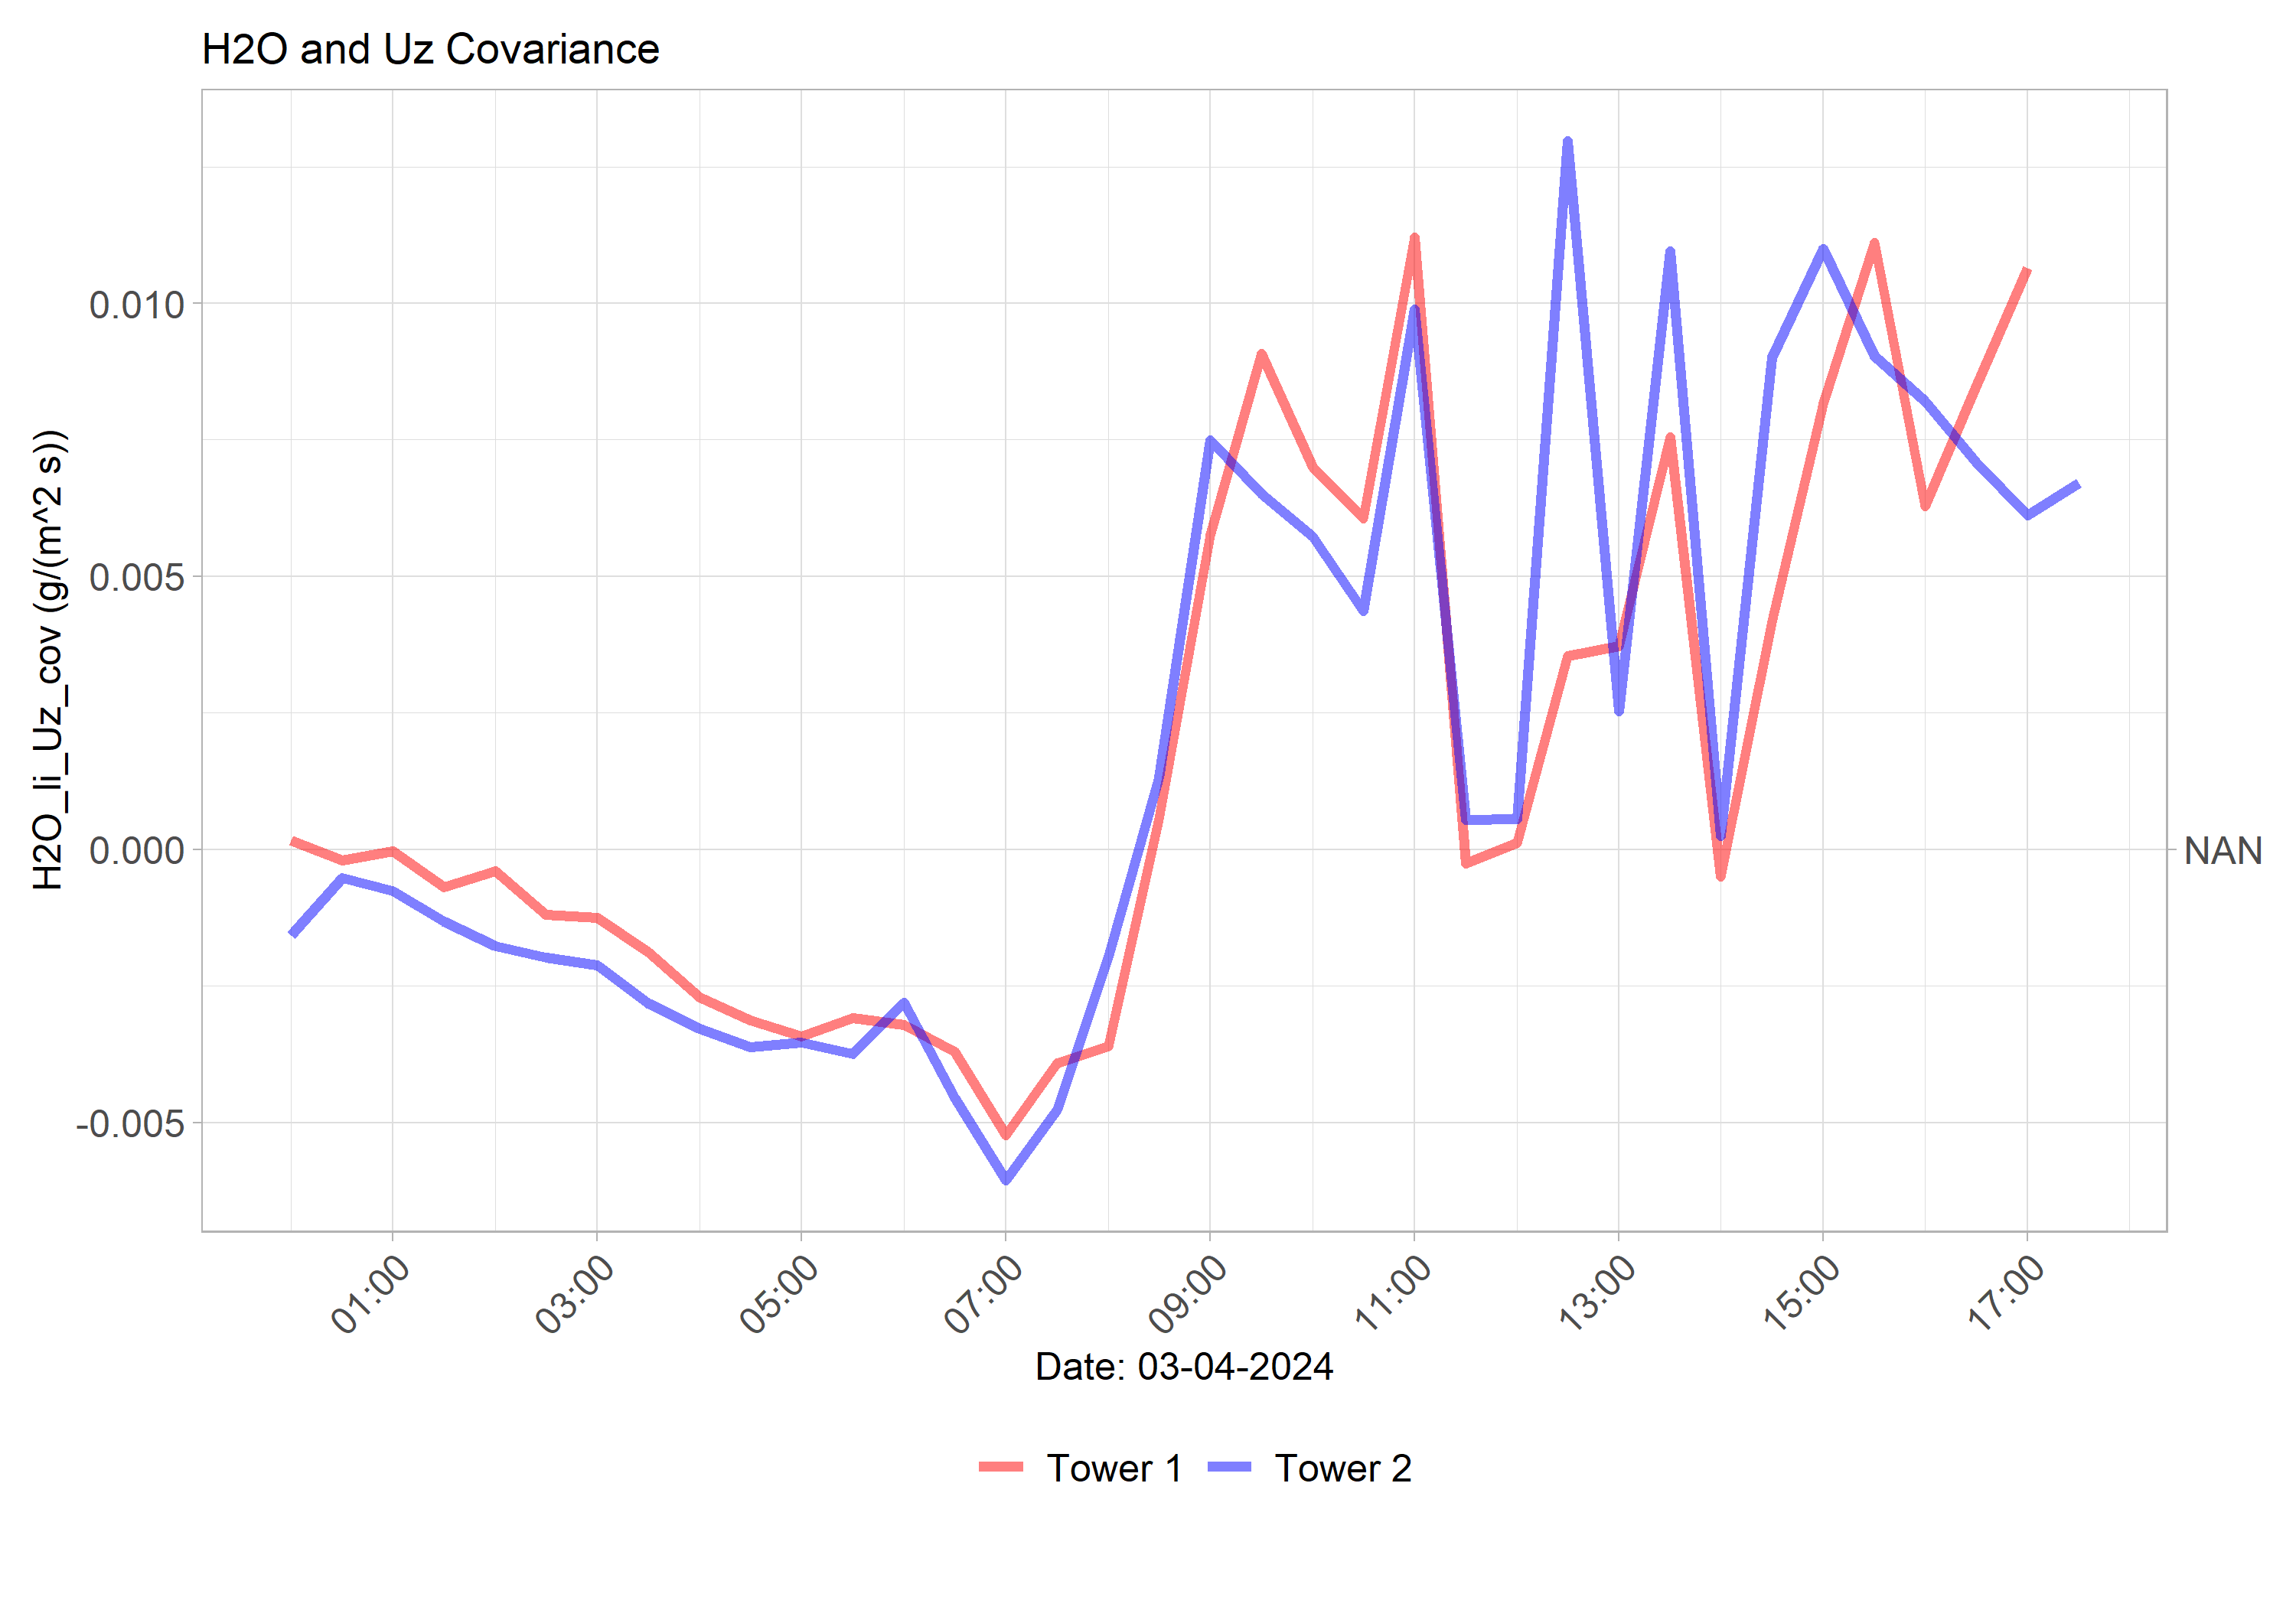 H2O and Uz Covariance
H2O_li_Uz_cov (g/(m^2 s))
0.010
0.005
0.000
-0.005
NAN
01:00
03:00
05:00
07:00
09:00
11:00
13:00
15:00
17:00
Date: 03-04-2024
Tower 1
Tower 2